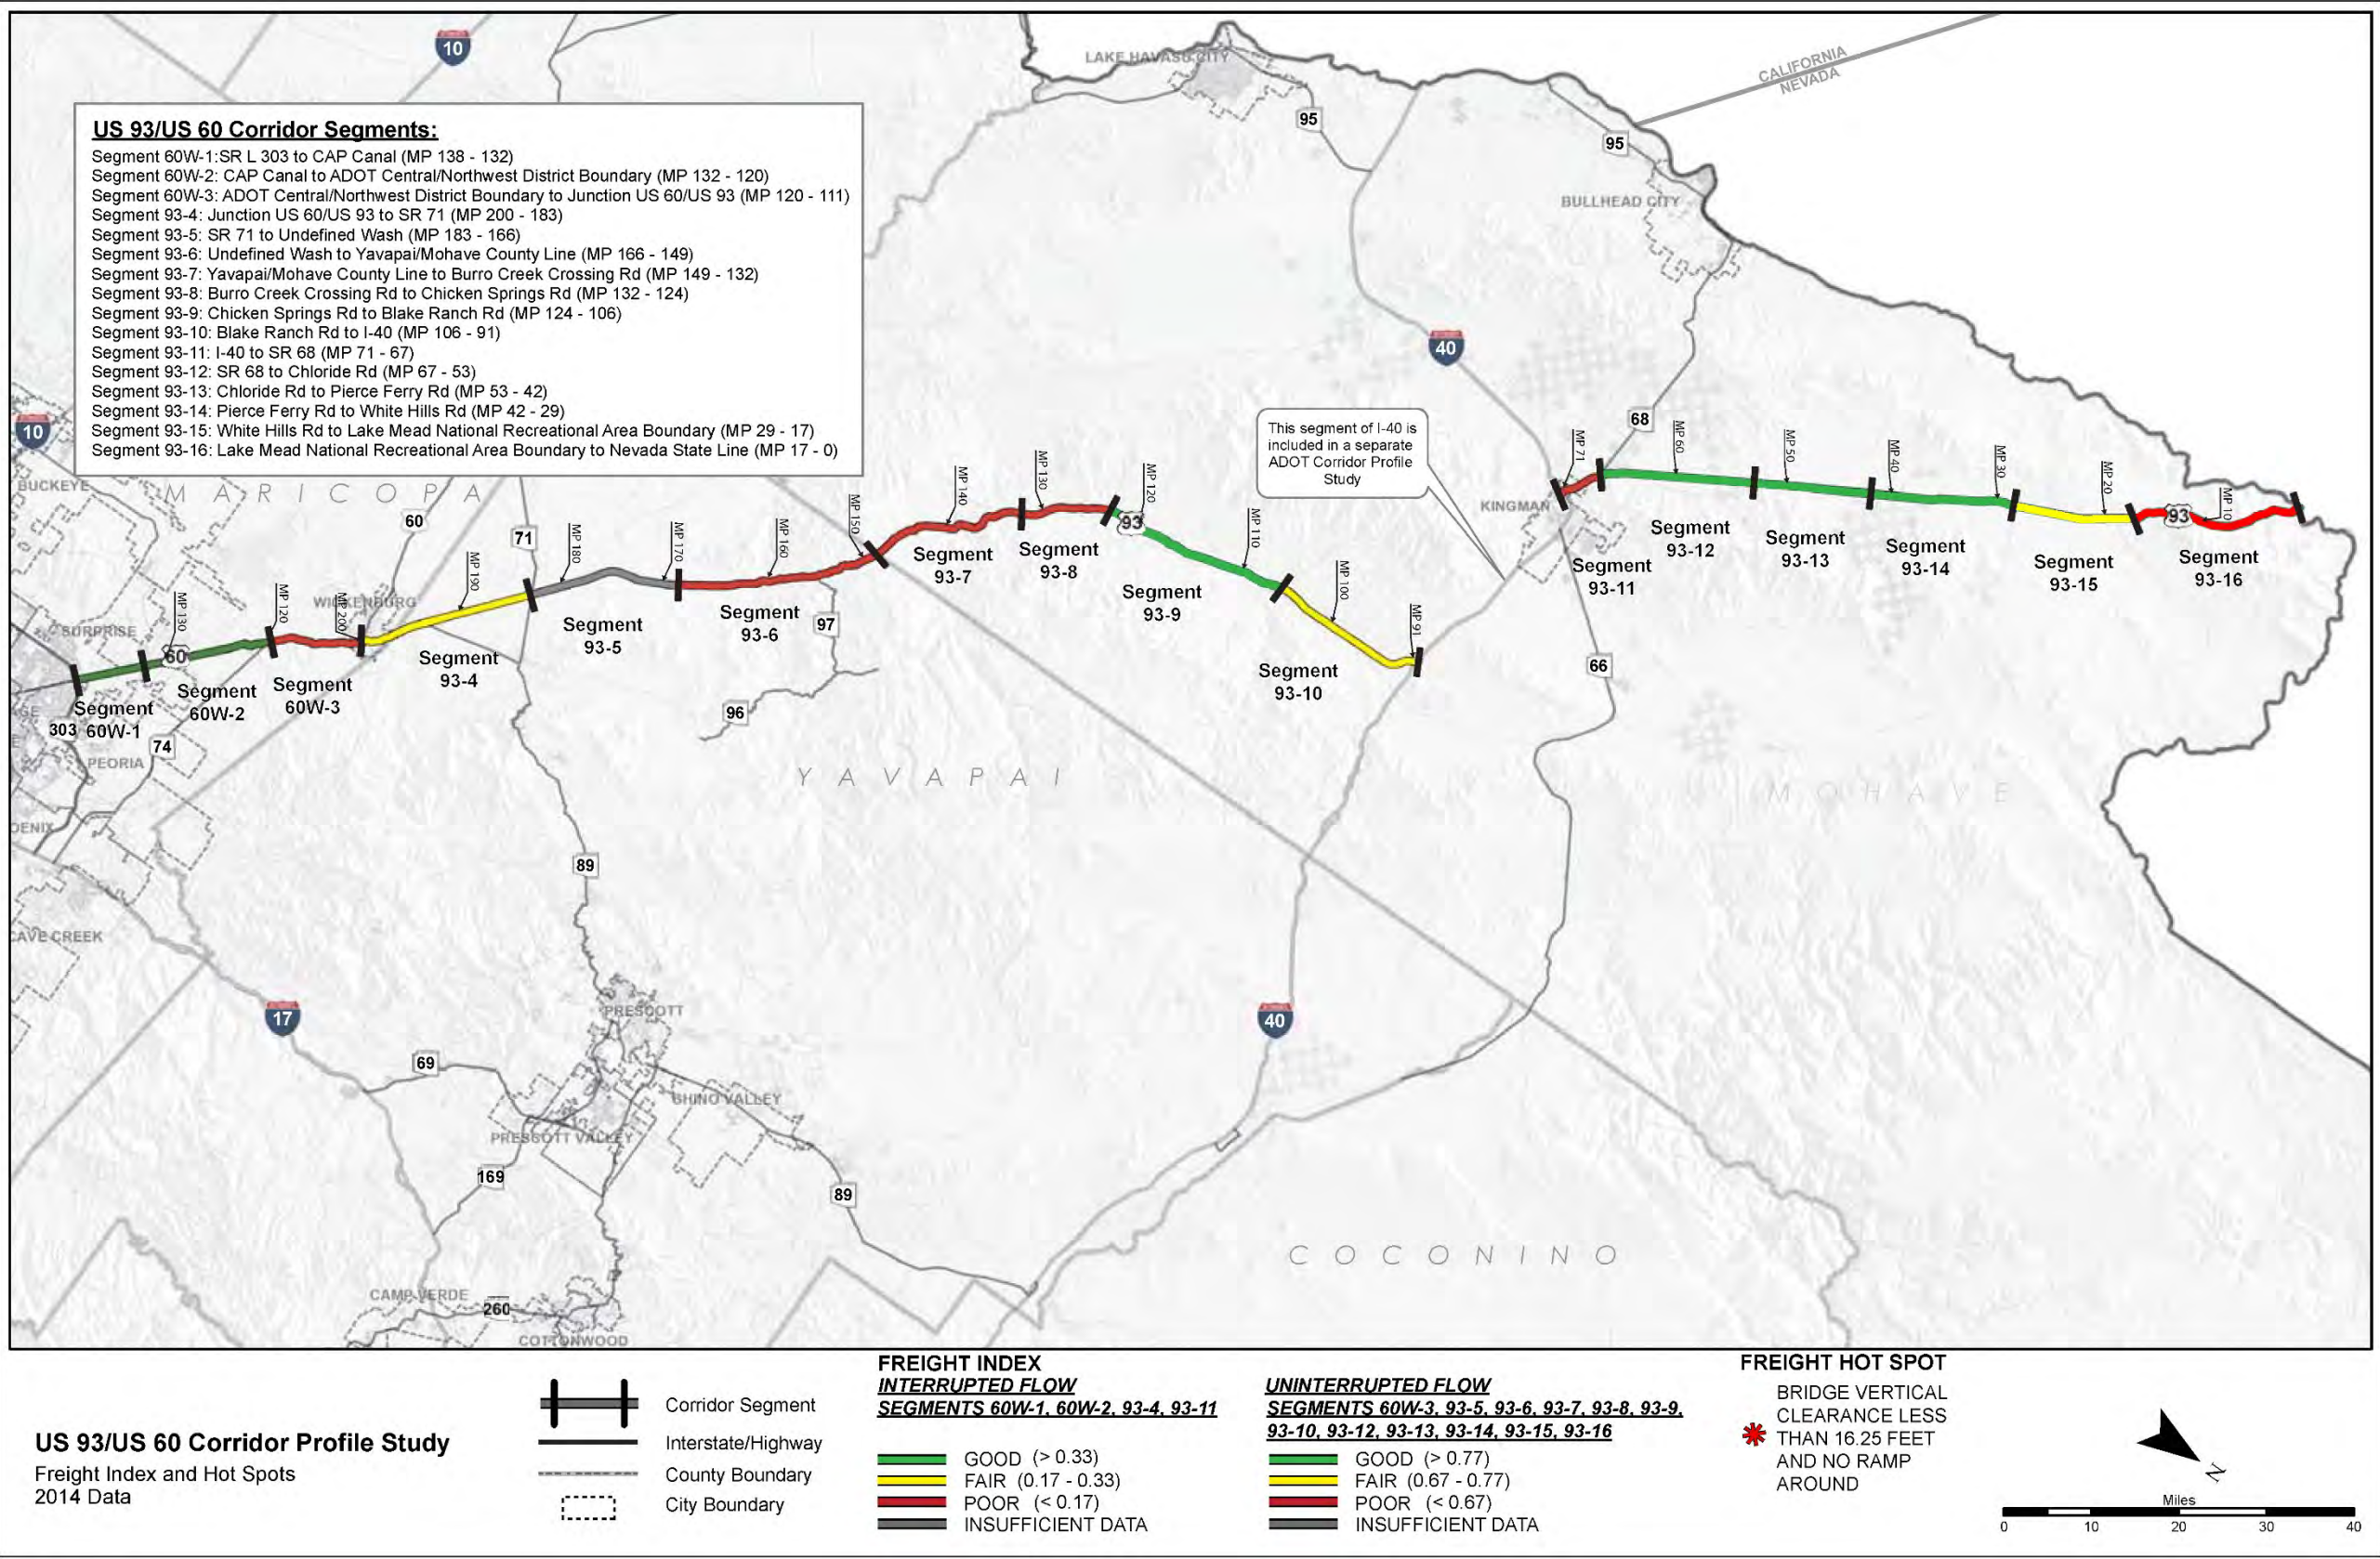 10
LAKE HAVASU CITY
CALIFORNIA
NEVADA
95
95
BULLHEAD CITY
US 93/US 60 Corridor Segments:
Segment 60W-1:SR L 303 to CAP Canal (MP 138 - 132)
Segment 60W-2: CAP Canal to ADOT Central/Northwest District Boundary (MP 132 - 120)
Segment 60W-3: ADOT Central/Northwest District Boundary to Junction US 60/US 93 (MP 120 - 111)
Segment 93-4: Junction US 60/US 93 to SR 71 (MP 200 - 183)
Segment 93-5: SR 71 to Undefined Wash (MP 183 - 166)
Segment 93-6: Undefined Wash to Yavapai/Mohave County Line (MP 166 - 149)
Segment 93-7: Yavapai/Mohave County Line to Burro Creek Crossing Rd (MP 149 - 132)
Segment 93-8: Burro Creek Crossing Rd to Chicken Springs Rd (MP 132 - 124)
Segment 93-9: Chicken Springs Rd to Blake Ranch Rd (MP 124 - 106)
Segment 93-10: Blake Ranch Rd to I-40 (MP 106 - 91)
Segment 93-11: I-40 to SR 68 (MP 71 - 67)
Segment 93-12: SR 68 to Chloride Rd (MP 67 - 53)
Segment 93-13: Chloride Rd to Pierce Ferry Rd (MP 53 - 42)
Segment 93-14: Pierce Ferry Rd to White Hills Rd (MP 42 - 29)
Segment 93-15: White Hills Rd to Lake Mead National Recreational Area Boundary (MP 29 - 17)
Segment 93-16: Lake Mead National Recreational Area Boundary to Nevada State Line (MP 17 - 0)
10
40
This segment of I-40 is
included in a separate
ADOT Corridor Profile
Study
68
BUCKEYE
MARICOPA
60
71
KINGMAN
93
93
MP 130
MP 120
MP 200
MP 190
MP 180
MP 170
MP 160
MP 150
MP 140
MP 130
MP 120
MP 110
MP 100
MP 91
MP 71
MP 60
MP 50
MP 40
MP 30
MP 20
MP 10
WICKENBURG
SURPRISE
60
97
96
66
303
74
PEORIA
Segment
60W-1
Segment
60W-2
Segment
60W-3
Segment
93-4
Segment
93-5
Segment
93-6
Segment
93-7
Segment
93-8
Segment
93-9
Segment
93-10
Segment
93-11
Segment
93-12
Segment
93-13
Segment
93-14
Segment
93-15
Segment
93-16
YAVAPAI
MOHAVE
OENIX
89
CAVE CREEK
17
PRESCOTT
40
69
CHINO VALLEY
PRESCOTT VALLEY
169
89
COCONINO
CAMP VERDE
260
COTTONWOOD
US 93/US 60 Corridor Profile Study
Freight Index and Hot Spots
2014 Data
Corridor Segment
Interstate/Highway
County Boundary
City Boundary
FREIGHT INDEX
INTERRUPTED FLOW
SEGMENTS 60W-1, 60W-2, 93-4, 93-11
GOOD (> 0.33)
FAIR (0.17 - 0.33)
POOR (< 0.17)
INSUFFICIENT DATA
UNINTERRUPTED FLOW
SEGMENTS 60W-3, 93-5, 93-6, 93-7, 93-8, 93-9,
93-10, 93-12, 93-13, 93-14, 93-15, 93-16
GOOD (> 0.77)
FAIR (0.67 - 0.77)
POOR (< 0.67)
INSUFFICIENT DATA
FREIGHT HOT SPOT
BRIDGE VERTICAL
CLEARANCE LESS
THAN 16.25 FEET
AND NO RAMP
AROUND
N
Miles
0 10 20 30 40